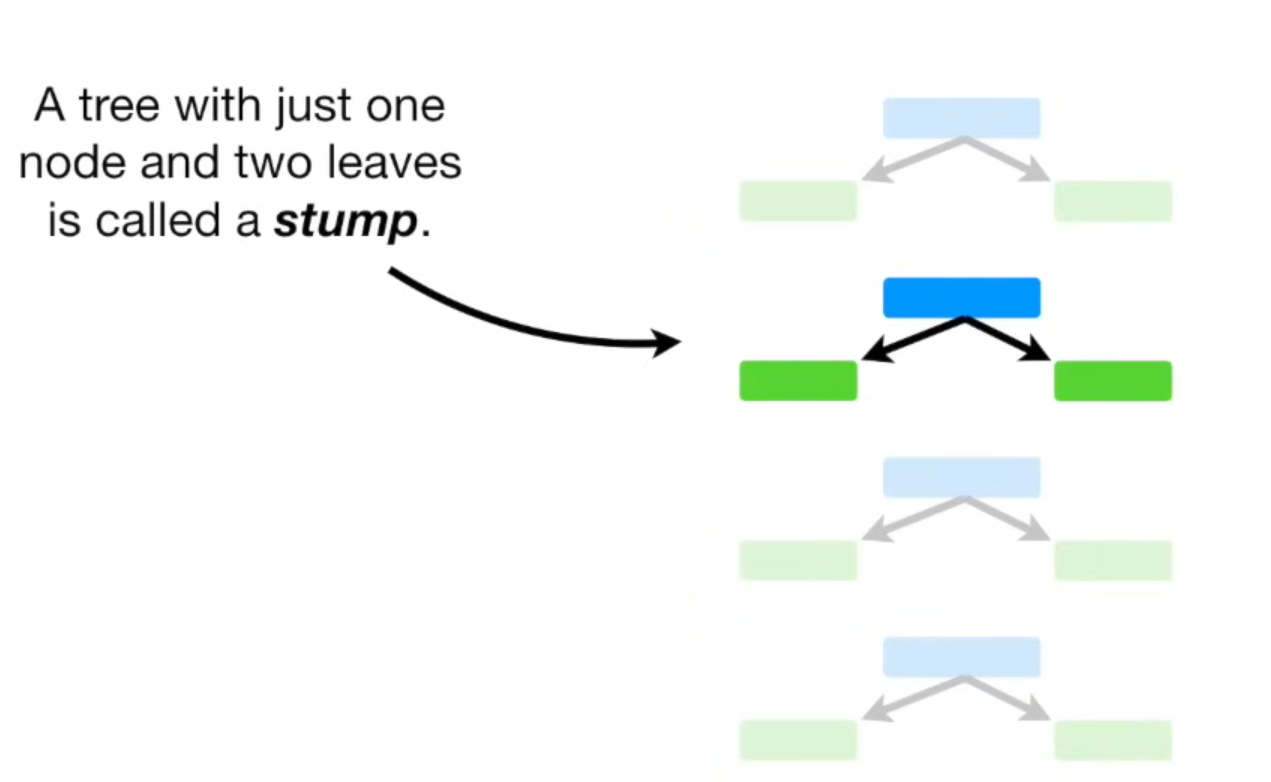 A tree with just one
node and two leaves
is called a stump.